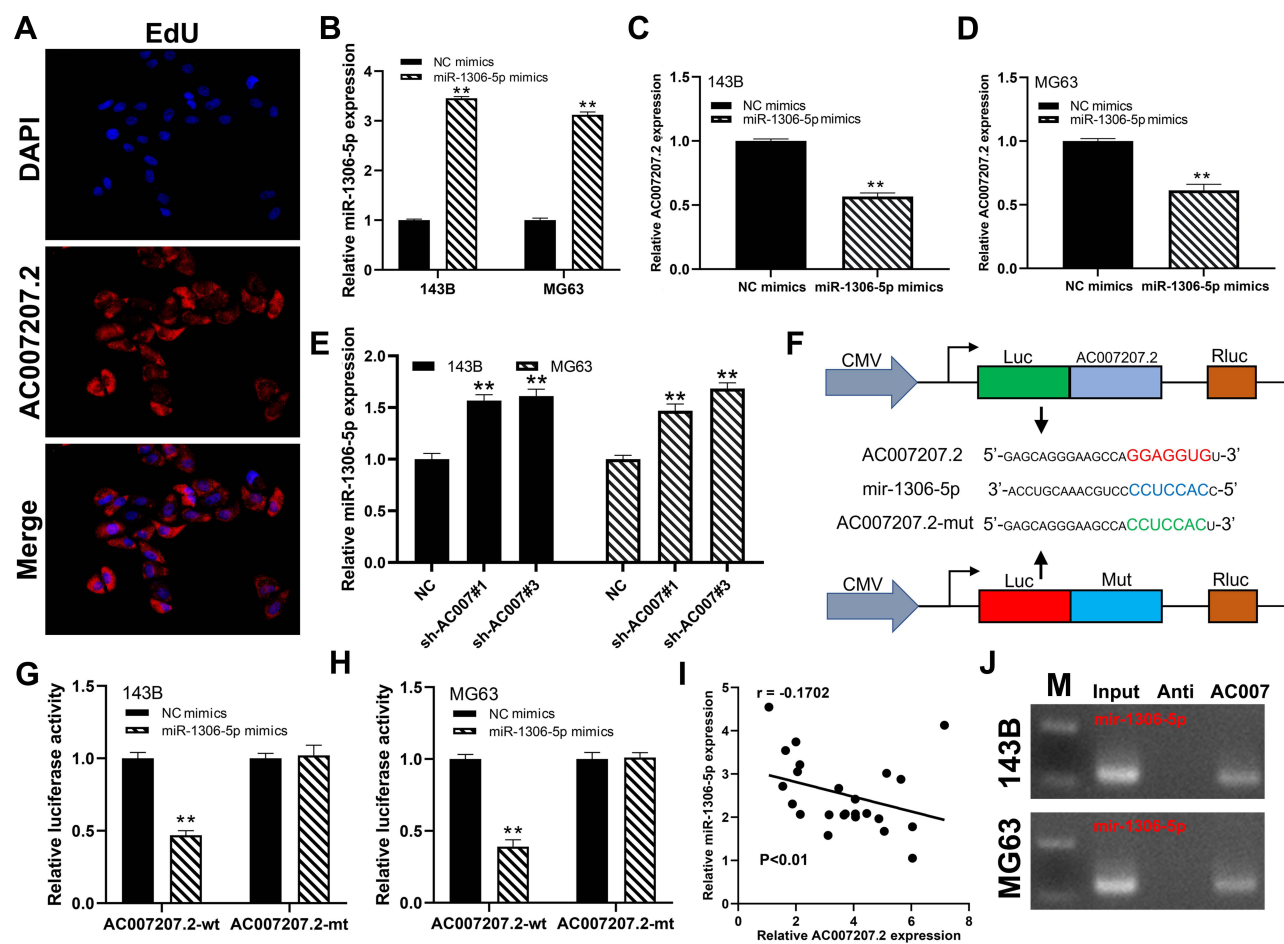 A
EdU
DAPI
AC007207.2
Merge
B
Relative miR-1306-5p expression
NC mimics
miR-1306-5p mimics
4
3
2
1
0
**
**
143B
MG63
C
Relative AC007207.2 expression
143B
NC mimics
miR-1306-5p mimics
1.5
1.0
0.5
0.0
**
NC mimics
miR-1306-5p mimics
D
Relative AC007207.2 expression
MG63
NC mimics
miR-1306-5p mimics
1.5
1.0
0.5
0.0
**
NC mimics
miR-1306-5p mimics
E
Relative miR-1306-5p expression
143B
MG63
2.0
1.5
1.0
0.5
0.0
**
**
**
**
NC
sh-AC007#1
sh-AC007#3
NC
sh-AC007#1
sh-AC007#3
F
CMV
Luc
AC007207.2
Rluc
AC007207.2 5’-GAGCAGGGAAGCCAGGAGGUGU-3’
mir-1306-5p 3’-ACCUGCAAACGUCCCCUCCACC-5’
AC007207.2-mut 5’-GAGCAGGGAAGCCACCUCCACU-3’
CMV
Luc
Mut
Rluc
G
Relative luciferase activity
143B
NC mimics
miR-1306-5p mimics
1.5
1.0
0.5
0.0
**
AC007207.2-wt
AC007207.2-mt
H
Relative luciferase activity
MG63
NC mimics
miR-1306-5p mimics
1.5
1.0
0.5
0.0
**
AC007207.2-wt
AC007207.2-mt
I
Relative miR-1306-5p expression
r = -0.1702
5
4
3
2
1
0
P<0.01
0
2
4
6
8
Relative AC007207.2 expression
J
M
Input
Anti
AC007
143B
mir-1306-5p
MG63
mir-1306-5p